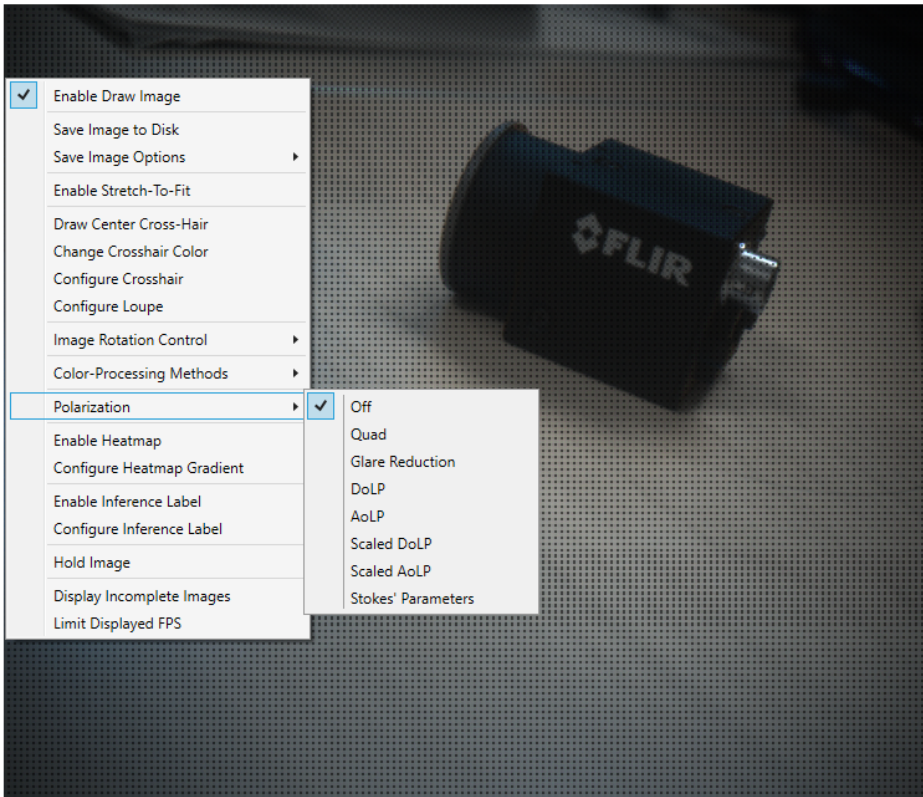 Enable Draw Image
Save Image to Disk
Save Image Options
Enable Stretch-To-Fit
Draw Center Cross-Hair
Change Crosshair Color
Configure Crosshair
Configure Loupe
Image Rotation Control
Color-Processing Methods
Polarization
Enable Heatmap
Configure Heatmap Gradient
Enable Inference Label
Configure Inference Label
Hold Image
Display Incomplete Images
Limit Displayed FPS
Off
Quad
Glare Reduction
DoLP
AoLP
Scaled DoLP
Scaled AoLP
Stokes' Parameters
FLIR